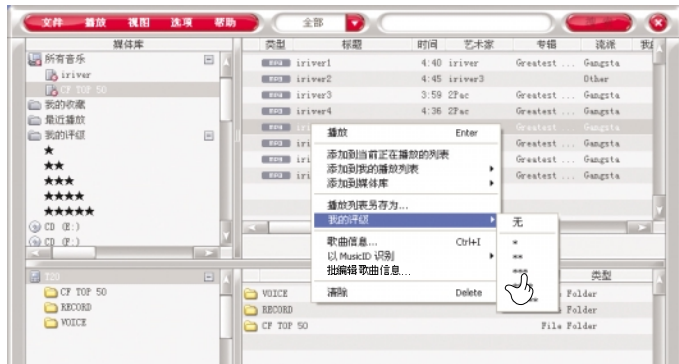 文件 播放 视图 选项 帮助 全部
媒体库 类型 标题 时间 艺术家 专辑 流派
所有音乐
iriver
CF TOP 50
我的收藏
最近播放
我的评级
★
★★
★★★
★★★★
★★★★★
CD (E:)
CD (F:)
iriver1 4:40 iriver Greatest ... Gangsta
iriver2 4:45 iriver3 Other
iriver3 3:59 2Pac Greatest ... Gangsta
iriver4 4:36 2Pac Greatest ... Gangsta
Greatest ... Gangsta
Greatest ... Gangsta
Greatest ... Gangsta
播放 Enter
添加到当前正在播放的列表
添加到我的播放列表
添加到媒体库
播放列表另存为...
我的评级
歌曲信息... Ctrl+I
以 MusicID 识别
批编辑歌曲信息...
清除 Delete
无
*
**
***
T20
CF TOP 50
RECORD
VOICE
类型
VOICE Folder
RECORD Folder
CF TOP 50 File Folder